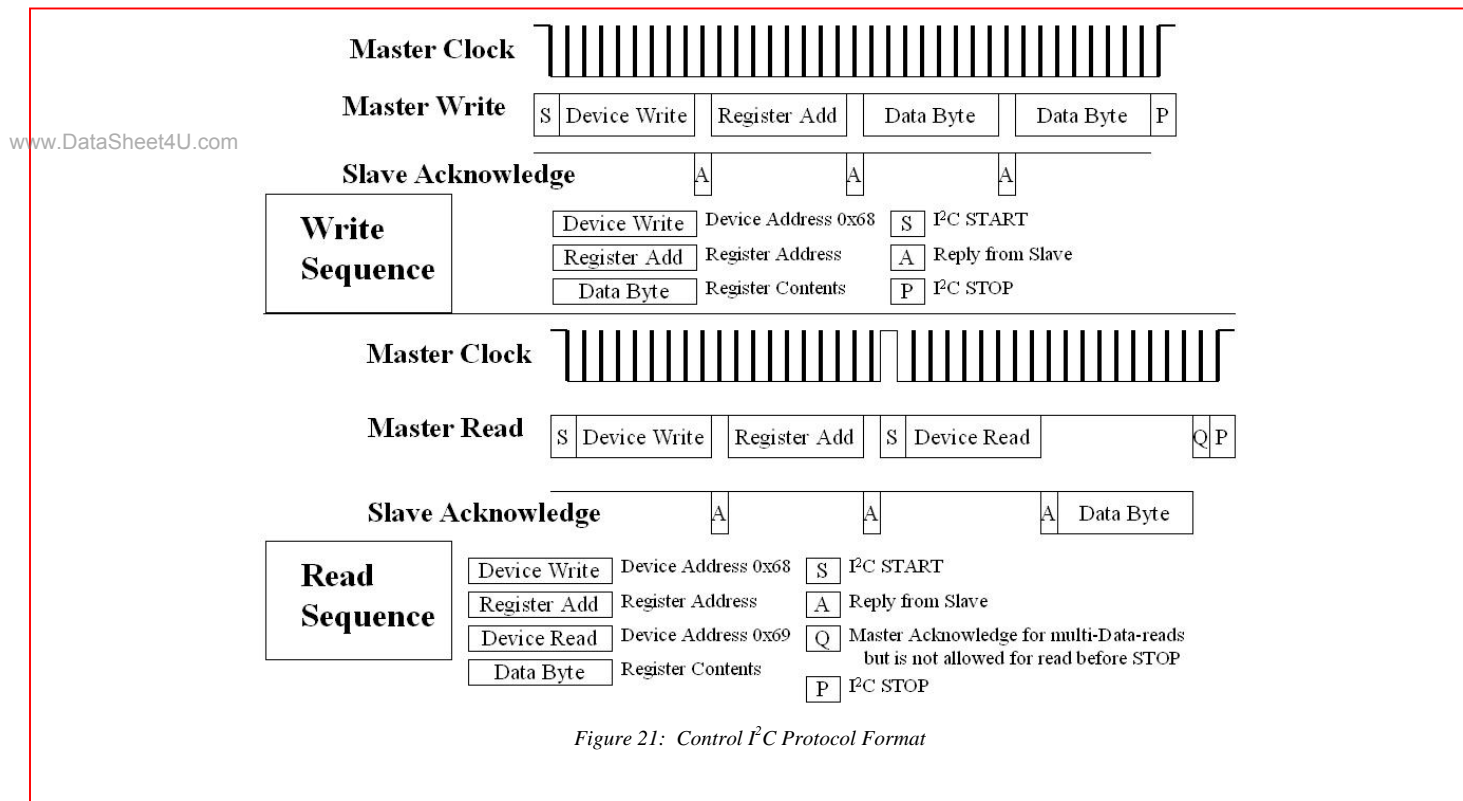 Master Clock
Master Write
S Device Write Register Add Data Byte Data Byte P
www.DataSheet4U.com
Slave Acknowledge A A A
Write
Sequence
Device Write Device Address 0x68 S I²C START
Register Add Register Address A Reply from Slave
Data Byte Register Contents P I²C STOP
Master Clock
Master Read S Device Write Register Add S Device Read Q P
Slave Acknowledge A A A Data Byte
Read
Sequence
Device Write Device Address 0x68 S I²C START
Register Add Register Address A Reply from Slave
Device Read Device Address 0x69 Q Master Acknowledge for multi-Data-reads
but is not allowed for read before STOP
Data Byte Register Contents
P I²C STOP
Figure 21: Control I²C Protocol Format